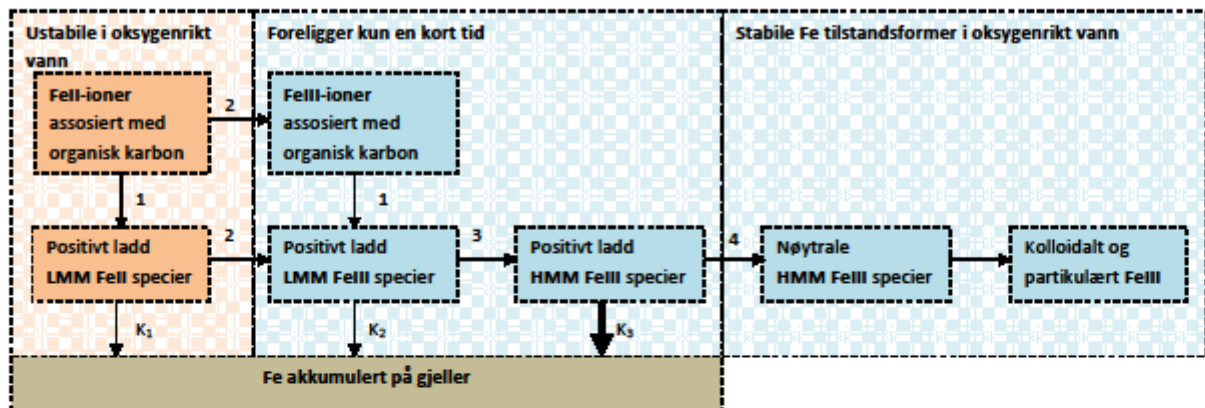 Ustabile i oksygenrikt
vann
Foreligger kun en kort tid
Stabile Fe tilstandsformer i oksygenrikt vann
FeII-ioner
assosiert med
organisk karbon
2
FeIII-ioner
assosiert med
organisk karbon
1
1
Positivt ladd
LMM FeII specier
2
Positivt ladd
LMM FeIII specier
3
Positivt ladd
HMM FeIII specier
4
Nøytrale
HMM FeIII specier
Kolloidalt og
partikulært FeIII
K₁
K₂
K₃
Fe akkumulert på gjeller